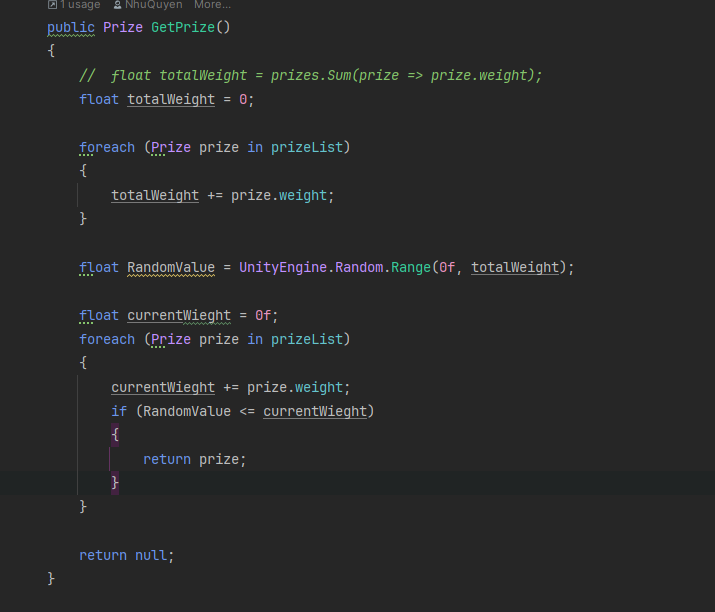 1 usage NhuQuyen More...
public Prize GetPrize()
{
// float totalWeight = prizes.Sum(prize => prize.weight);
float totalWeight = 0;
foreach (Prize prize in prizeList)
{
totalWeight += prize.weight;
}
float RandomValue = UnityEngine.Random.Range(0f, totalWeight);
float currentWieght = 0f;
foreach (Prize prize in prizeList)
{
currentWieght += prize.weight;
if (RandomValue <= currentWieght)
{
return prize;
}
}
return null;
}